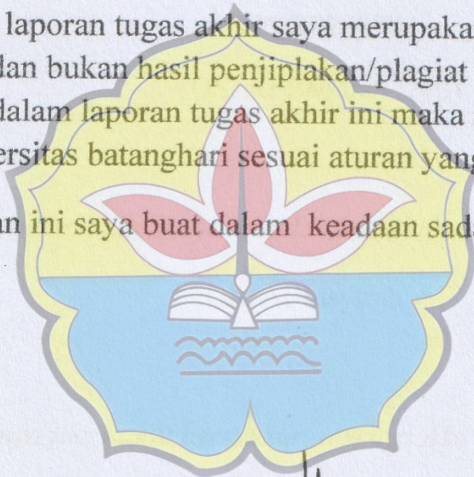 laporan tugas akhir saya merupaka
dan bukan hasil penjiplakan/plagiat
dalam laporan tugas akhir ini maka
ersitas batanghari sesuai aturan yang
an ini saya buat dalam keadaan sada